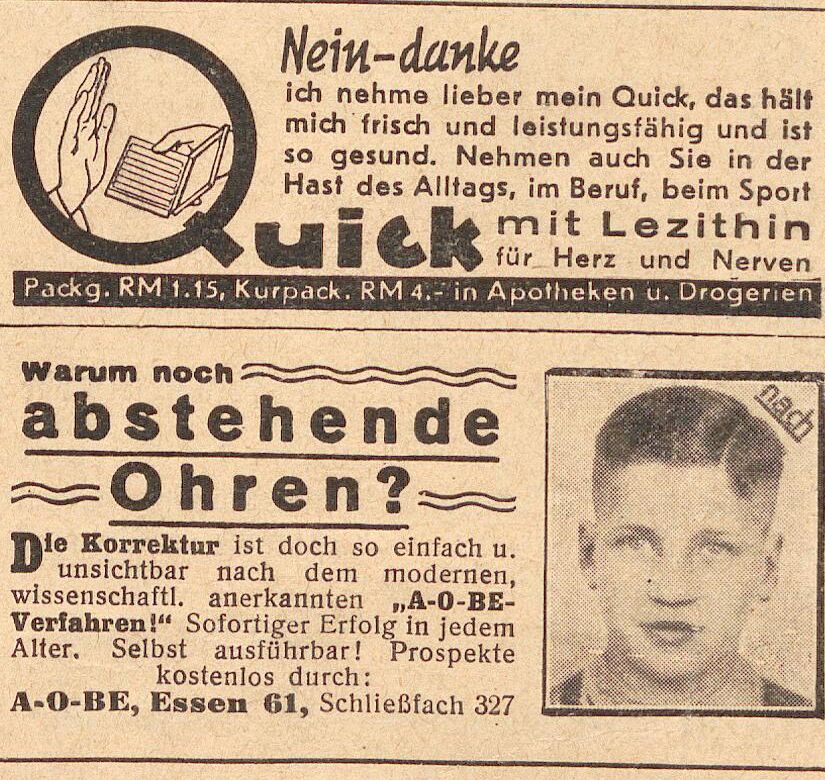 Nein-danke
ich nehme lieber mein Quick, das hält
mich frisch und leistungsfähig und ist
so gesund. Nehmen auch Sie in der
Hast des Alltags, im Beruf, beim Sport
Quick mit Lezithin
für Herz und Nerven
Packg. RM 1.15, Kurpack. RM 4.- in Apotheken u. Drogerien
Warum noch
abstehende
Ohren?
Die Korrektur ist doch so einfach u.
unsichtbar nach dem modernen,
wissenschaftl. anerkannten „A-O-BE-
Verfahren!“ Sofortiger Erfolg in jedem
Alter. Selbst ausführbar! Prospekte
kostenlos durch:
A-O-BE, Essen 61, Schließfach 327
nach